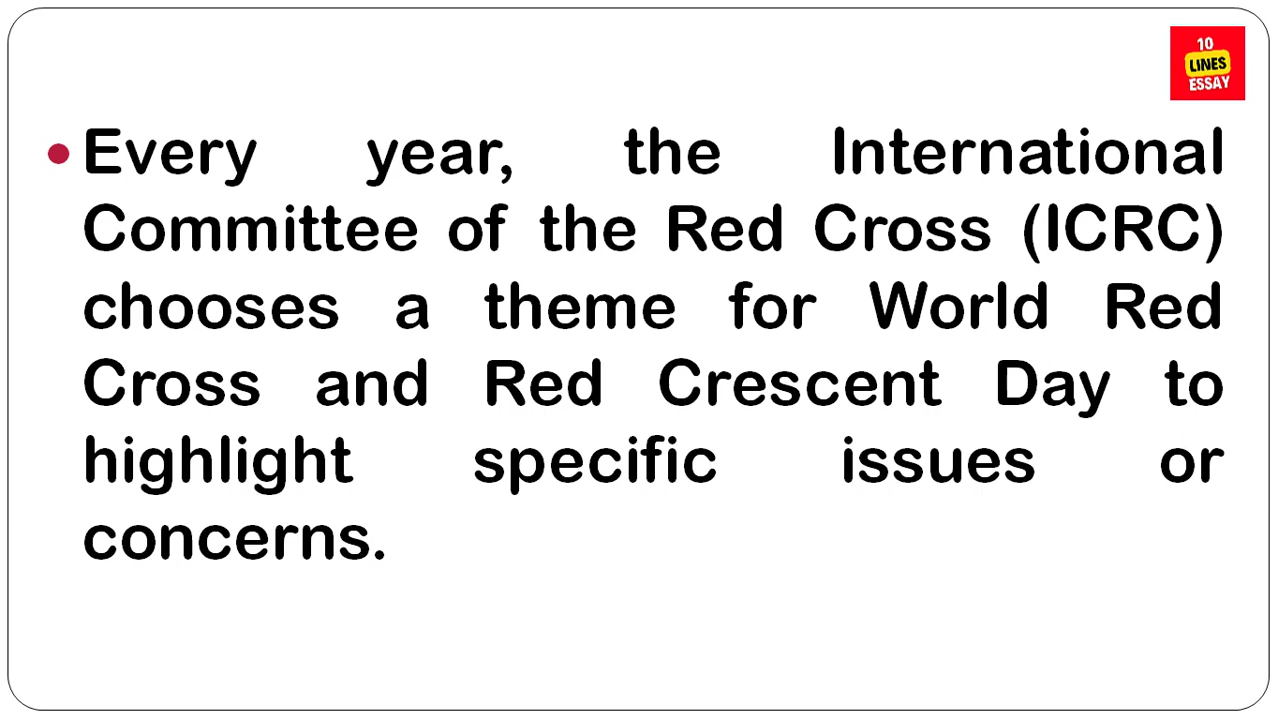 10
LINES
ESSAY
• Every year, the International
Committee of the Red Cross (ICRC)
chooses a theme for World Red
Cross and Red Crescent Day to
highlight specific issues or
concerns.